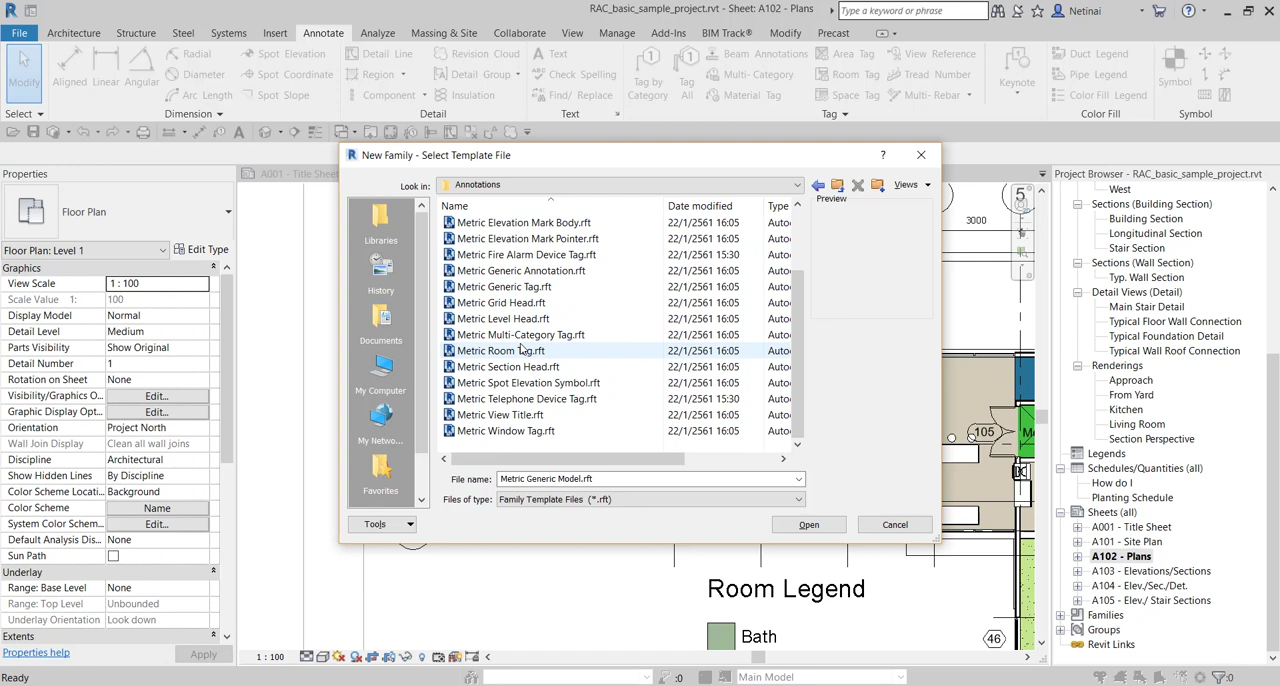 RAC_basic_sample_project.rvt - Sheet: A102 - Plans
Type a keyword or phrase
Netinai
File Architecture Structure Steel Systems Insert Annotate Analyze Massing & Site Collaborate View Manage Add-Ins BIM Track® Modify Precast
Modify
Aligned Linear Angular
Radial
Diameter
Arc Length
Spot Elevation
Spot Coordinate
Spot Slope
Detail Line
Region
Component
Revision Cloud
Detail Group
Insulation
Text
Check Spelling
Find/ Replace
Tag by Category
Tag All
Beam Annotations
Multi- Category
Material Tag
Area Tag
Room Tag
Space Tag
View Reference
Tread Number
Multi- Rebar
Keynote
Duct Legend
Pipe Legend
Color Fill Legend
Symbol
Select Dimension Detail Text Tag Color Fill Symbol
Properties
Floor Plan
Floor Plan: Level 1
Edit Type
Graphics
View Scale 1 : 100
Scale Value 1: 100
Display Model Normal
Detail Level Medium
Parts Visibility Show Original
Detail Number 1
Rotation on Sheet None
Visibility/Graphics O... Edit...
Graphic Display Opt... Edit...
Orientation Project North
Wall Join Display Clean all wall joins
Discipline Architectural
Show Hidden Lines By Discipline
Color Scheme Locati... Background
Color Scheme Name
System Color Schem... Edit...
Default Analysis Dis... None
Sun Path
Underlay
Range: Base Level None
Range: Top Level Unbounded
Underlay Orientation Look down
Extents
Properties help
Apply
A001 - Title Sheet
New Family - Select Template File
?
Look in: Annotations
Views
Libraries
History
Documents
My Computer
My Netwo...
Favorites
Name Date modified Type
Metric Elevation Mark Body.rft 22/1/2561 16:05 Auto
Metric Elevation Mark Pointer.rft 22/1/2561 16:05 Auto
Metric Fire Alarm Device Tag.rft 22/1/2561 15:30 Auto
Metric Generic Annotation.rft 22/1/2561 16:05 Auto
Metric Generic Tag.rft 22/1/2561 16:05 Auto
Metric Grid Head.rft 22/1/2561 16:05 Auto
Metric Level Head.rft 22/1/2561 16:05 Auto
Metric Multi-Category Tag.rft 22/1/2561 16:05 Auto
Metric Room Tag.rft 22/1/2561 16:05 Auto
Metric Section Head.rft 22/1/2561 16:05 Auto
Metric Spot Elevation Symbol.rft 22/1/2561 16:05 Auto
Metric Telephone Device Tag.rft 22/1/2561 15:30 Auto
Metric View Title.rft 22/1/2561 16:05 Auto
Metric Window Tag.rft 22/1/2561 16:05 Auto
Preview
File name: Metric Generic Model.rft
Files of type: Family Template Files (*.rft)
Tools
Open
Cancel
5
3000
105
Room Legend
Bath
46
Project Browser - RAC_basic_sample_project.rvt
West
Sections (Building Section)
Building Section
Longitudinal Section
Stair Section
Sections (Wall Section)
Typ. Wall Section
Detail Views (Detail)
Main Stair Detail
Typical Floor Wall Connection
Typical Foundation Detail
Typical Wall Roof Connection
Renderings
Approach
From Yard
Kitchen
Living Room
Section Perspective
Legends
Schedules/Quantities (all)
How do I
Planting Schedule
Sheets (all)
A001 - Title Sheet
A101 - Site Plan
A102 - Plans
A103 - Elevations/Sections
A104 - Elev./Sec./Det.
A105 - Elev./ Stair Sections
Families
Groups
Revit Links
1 : 100
Ready
:0
Main Model
:0